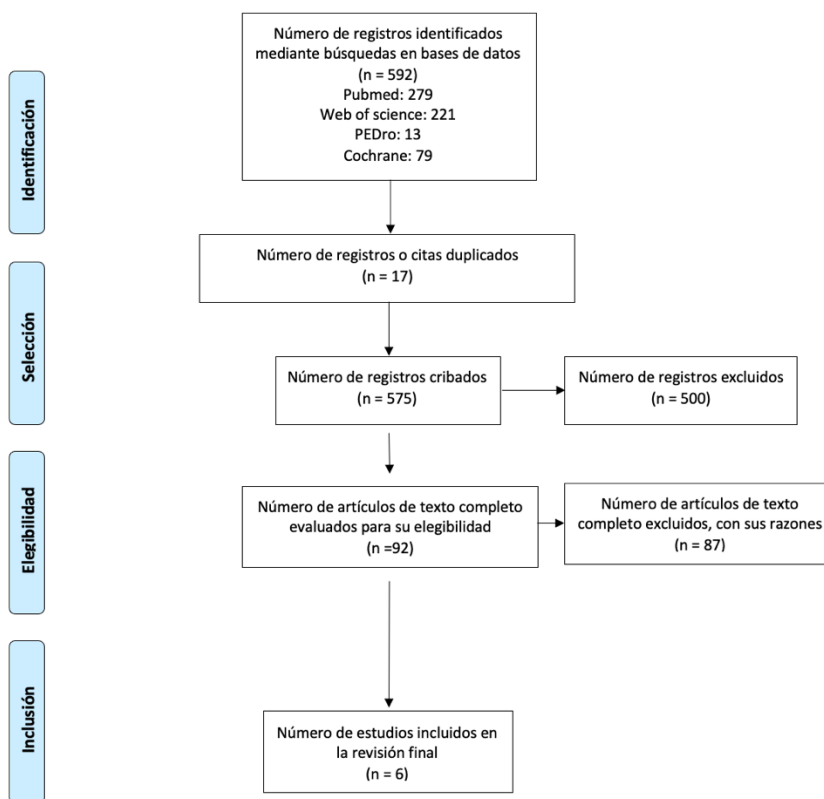 Número de registros identificados
mediante búsquedas en bases de datos
(n = 592)
Pubmed: 279
Web of science: 221
PEDro: 13
Cochrane: 79
Identificación
Número de registros o citas duplicados
(n = 17)
Selección
Número de registros cribados
(n = 575)
Número de registros excluidos
(n = 500)
Elegibilidad
Número de artículos de texto completo
evaluados para su elegibilidad
(n =92)
Número de artículos de texto
completo excluidos, con sus razones
(n = 87)
Inclusión
Número de estudios incluidos en
la revisión final
(n = 6)